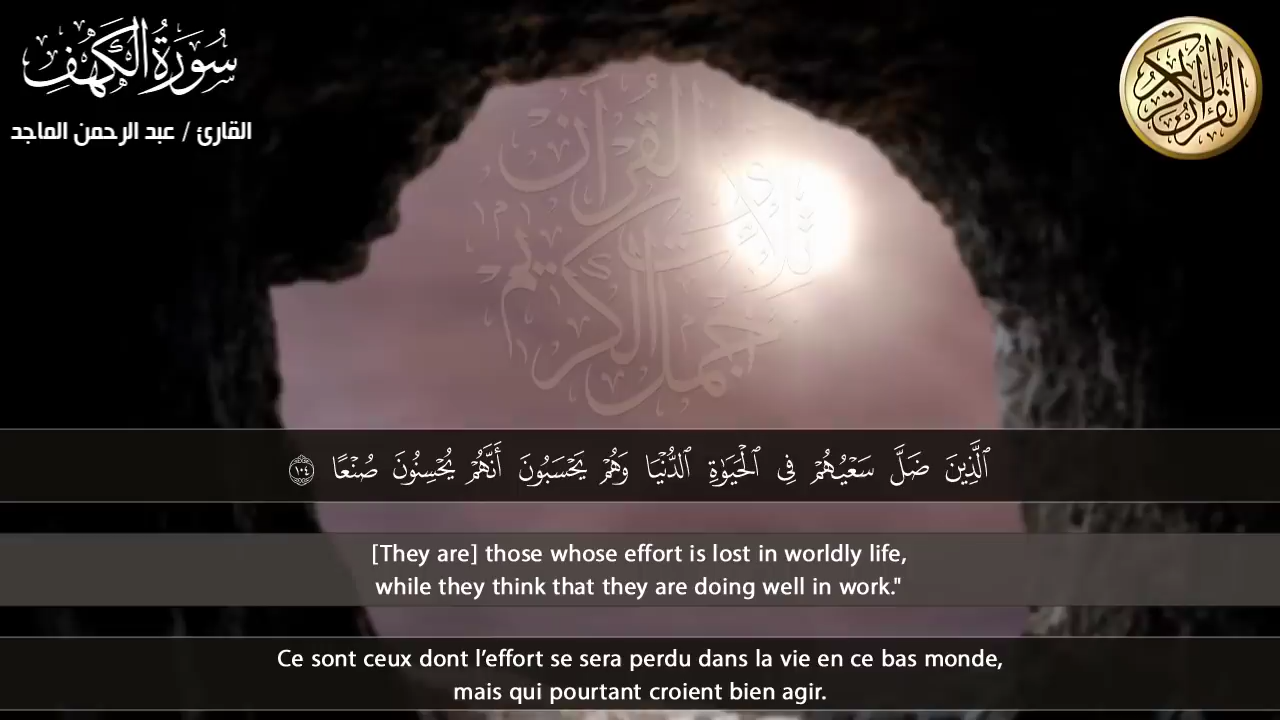 سُورَةُ الكَهْف
القارئ / عبد الرحمن الماجد
القرآن الكريم
ٱلَّذِينَ ضَلَّ سَعْيُهُمْ فِى ٱلْحَيَوٰةِ ٱلدُّنْيَا وَهُمْ يَحْسَبُونَ أَنَّهُمْ يُحْسِنُونَ صُنْعًا ١٠٤
[They are] those whose effort is lost in worldly life,
while they think that they are doing well in work."
Ce sont ceux dont l’effort se sera perdu dans la vie en ce bas monde,
mais qui pourtant croient bien agir.